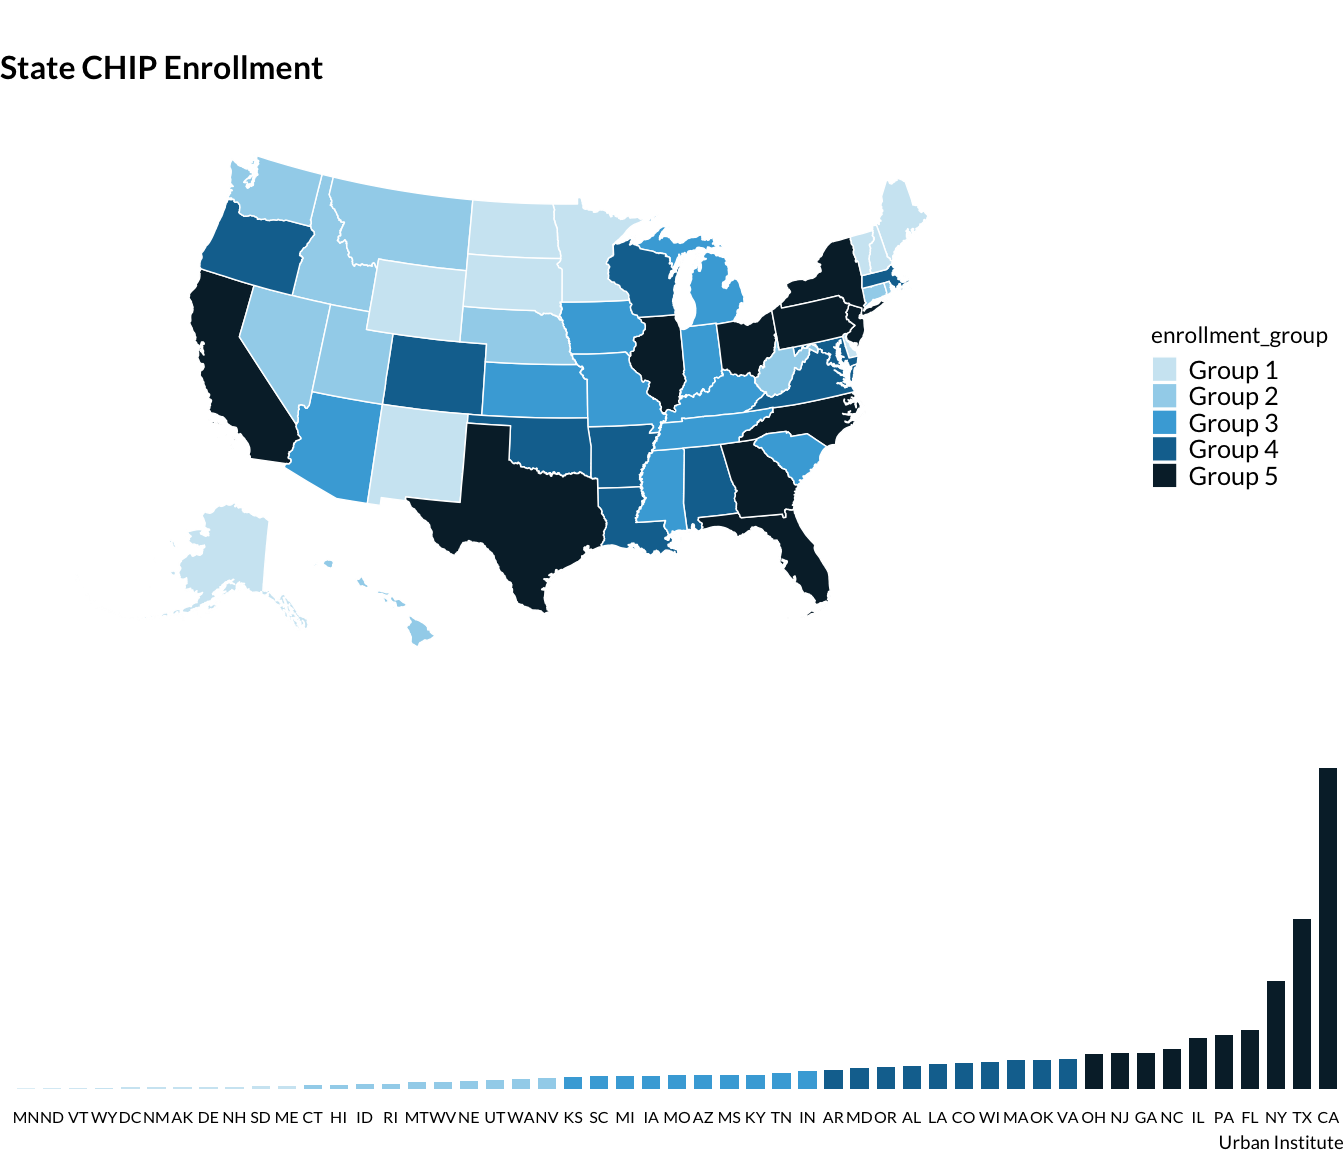 State CHIP Enrollment
enrollment_group
Group 1
Group 2
Group 3
Group 4
Group 5
MN ND VT WY DC NM AK DE NH SD ME CT HI ID RI MT WV NE UT WA NV KS SC MI IA MO AZ MS KY TN IN AR MD OR AL LA CO WI MA OK VA OH NJ GA NC IL PA FL NY TX CA
Urban Institute